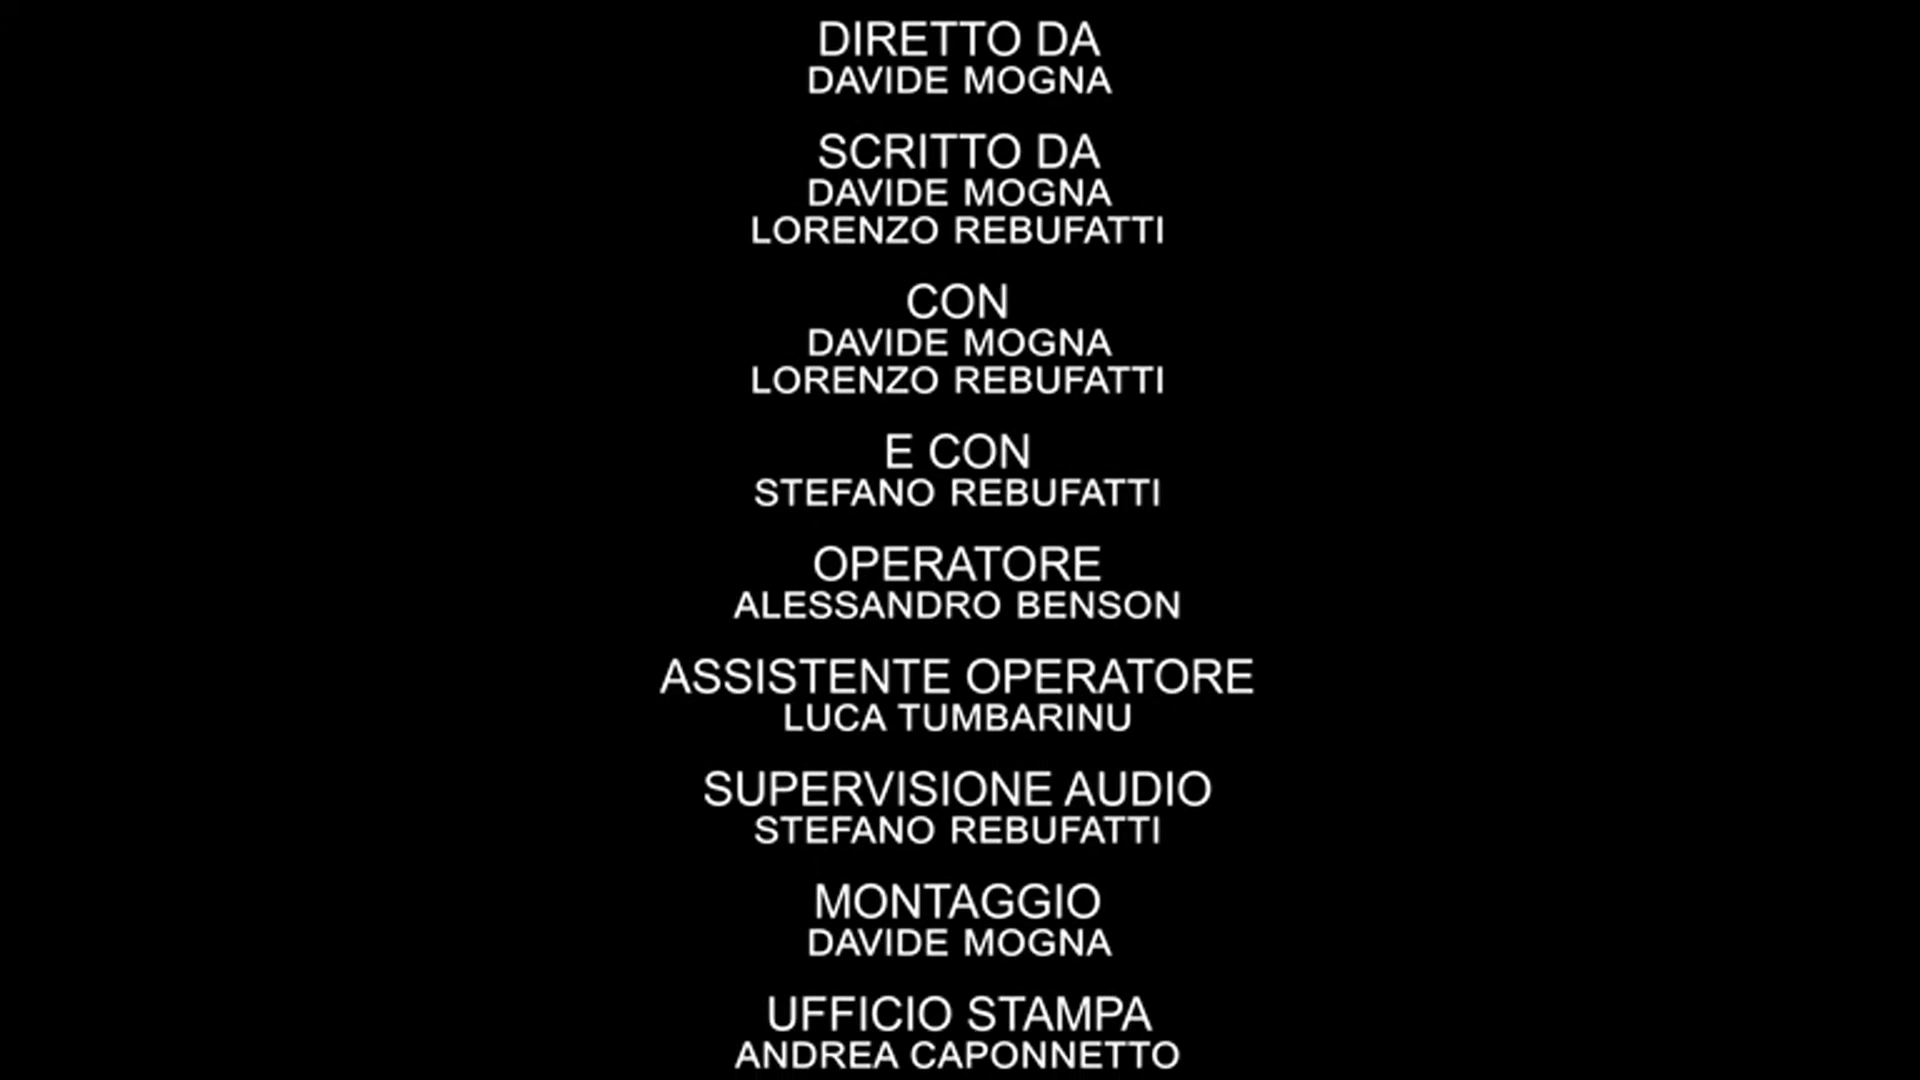 DIRETTO DA
DAVIDE MOGNA
SCRITTO DA
DAVIDE MOGNA
LORENZO REBUFATTI
CON
DAVIDE MOGNA
LORENZO REBUFATTI
E CON
STEFANO REBUFATTI
OPERATORE
ALESSANDRO BENSON
ASSISTENTE OPERATORE
LUCA TUMBARINU
SUPERVISIONE AUDIO
STEFANO REBUFATTI
MONTAGGIO
DAVIDE MOGNA
UFFICIO STAMPA
ANDREA CAPONNETTO